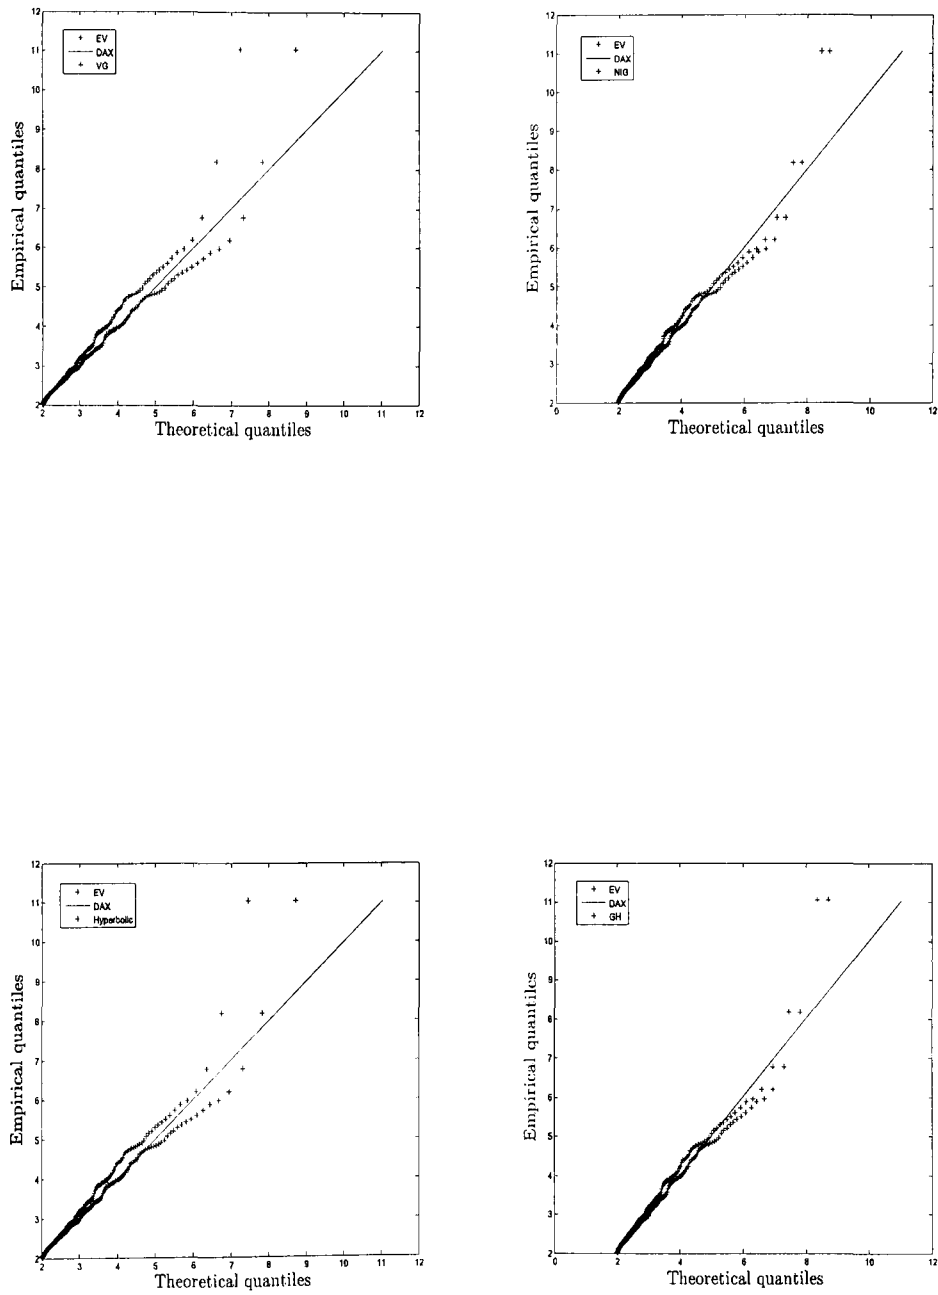 12
11
10
9
8
7
6
5
4
3
2
Empirical quantiles
+ EV
DAX
+ VG
2 3 4 5 6 7 8 9 10 11 12
Theoretical quantiles
12
11
10
9
8
7
6
5
4
3
2
Empirical quantiles
+ EV
DAX
+ NIG
0 2 4 6 8 10 12
Theoretical quantiles
12
11
10
9
8
7
6
5
4
3
2
Empirical quantiles
+ EV
DAX
+ Hyperbolic
2 3 4 5 6 7 8 9 10 11 12
Theoretical quantiles
12
11
10
9
8
7
6
5
4
3
2
Empirical quantiles
+ EV
DAX
+ GH
0 2 4 6 8 10 12
Theoretical quantiles